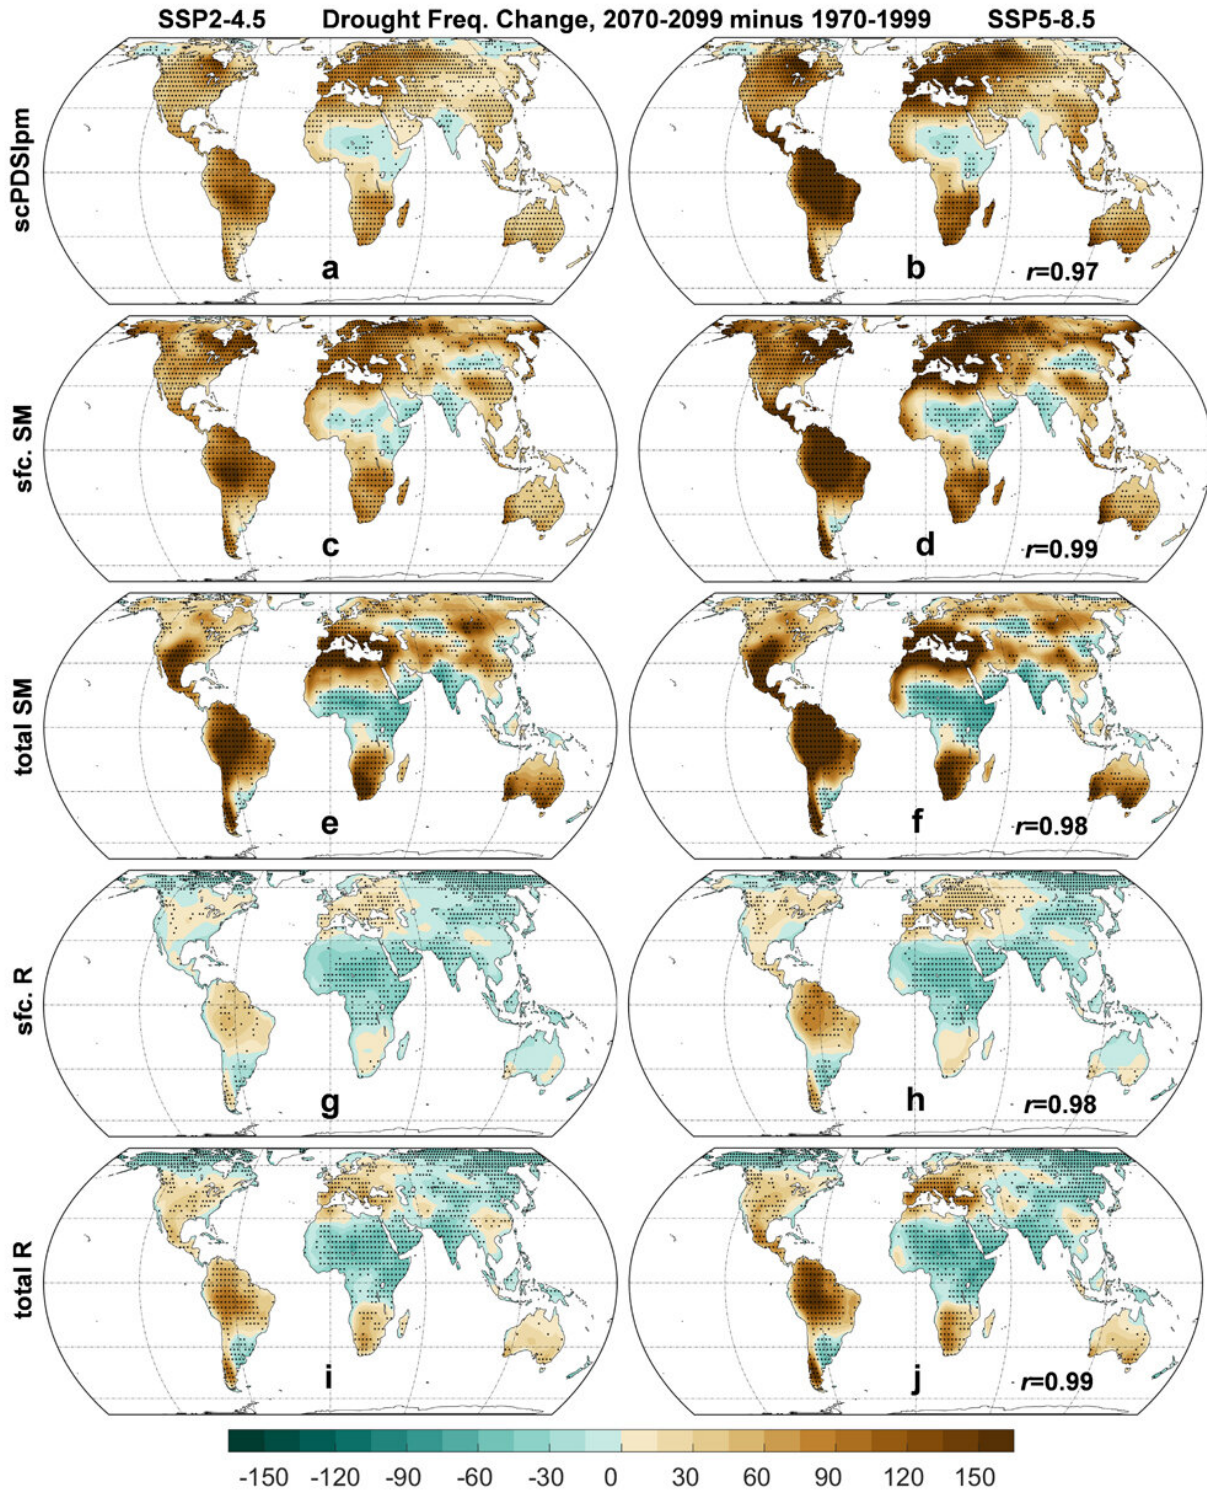 SSP2-4.5 Drought Freq. Change, 2070-2099 minus 1970-1999 SSP5-8.5
scPDSIpm
a
b
r=0.97
sfc. SM
c
d
r=0.99
total SM
e
f
r=0.98
sfc. R
g
h
r=0.98
total R
i
j
r=0.99
-150 -120 -90 -60 -30 0 30 60 90 120 150